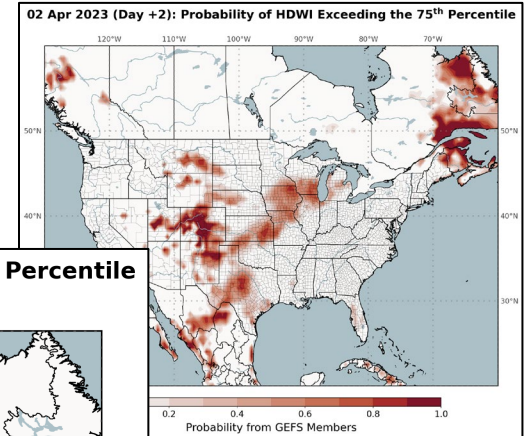 02 Apr 2023 (Day +2): Probability of HDWI Exceeding the 75th Percentile
120°W 110°W 100°W 90°W 80°W 70°W
50°N 50°N
40°N 40°N
30°N
Percentile
0.2 0.4 0.6 0.8 1.0
Probability from GEFS Members